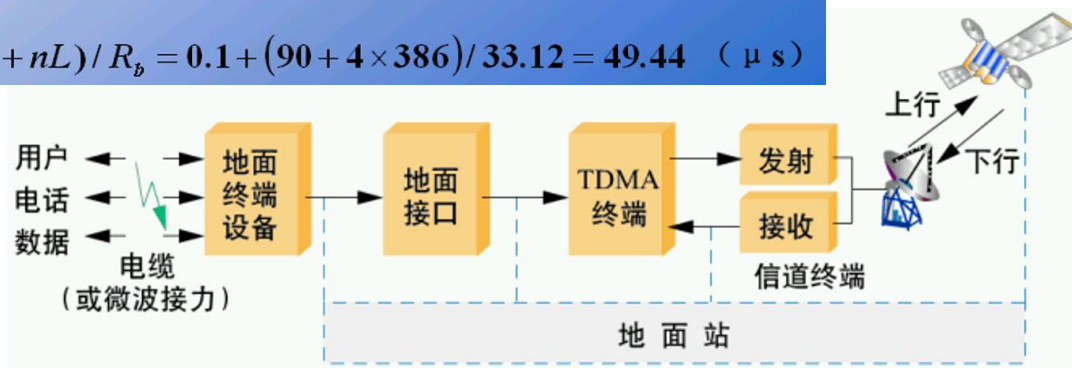 + nL) / R_b = 0.1 + (90 + 4 × 386) / 33.12 = 49.44 （μs）
上行
下行
用户
电话
数据
电缆
（或微波接力）
地面
终端
设备
地面
接口
TDMA
终端
发射
接收
信道终端
地面站